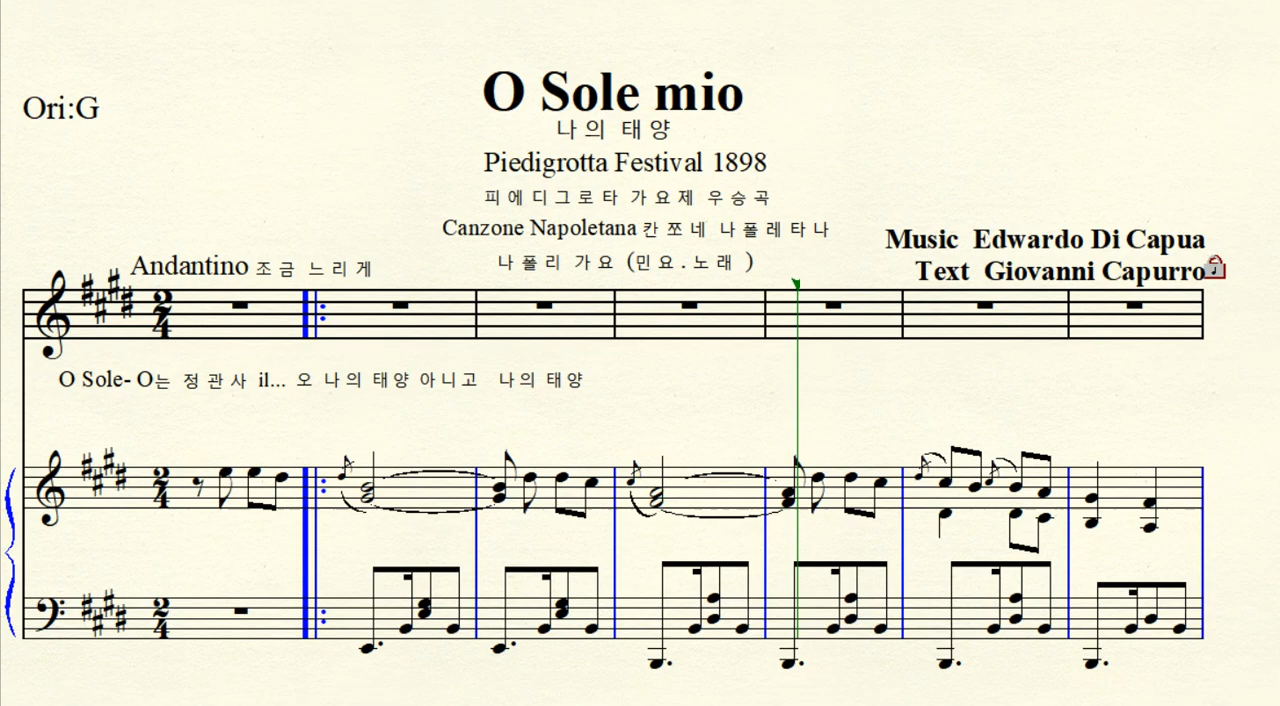 O Sole mio
Ori:G
나의 태양
Piedigrotta Festival 1898
피에디그로타 가요제 우승곡
Canzone Napoletana 칸쪼네 나폴레타나
Music Edwardo Di Capua
Andantino 조금 느리게
나폴리 가요 (민요.노래 )
Text Giovanni Capurro
2 4
O Sole- O는 정관사 il... 오 나의 태양 아니고 나의 태양
2 4
2 4